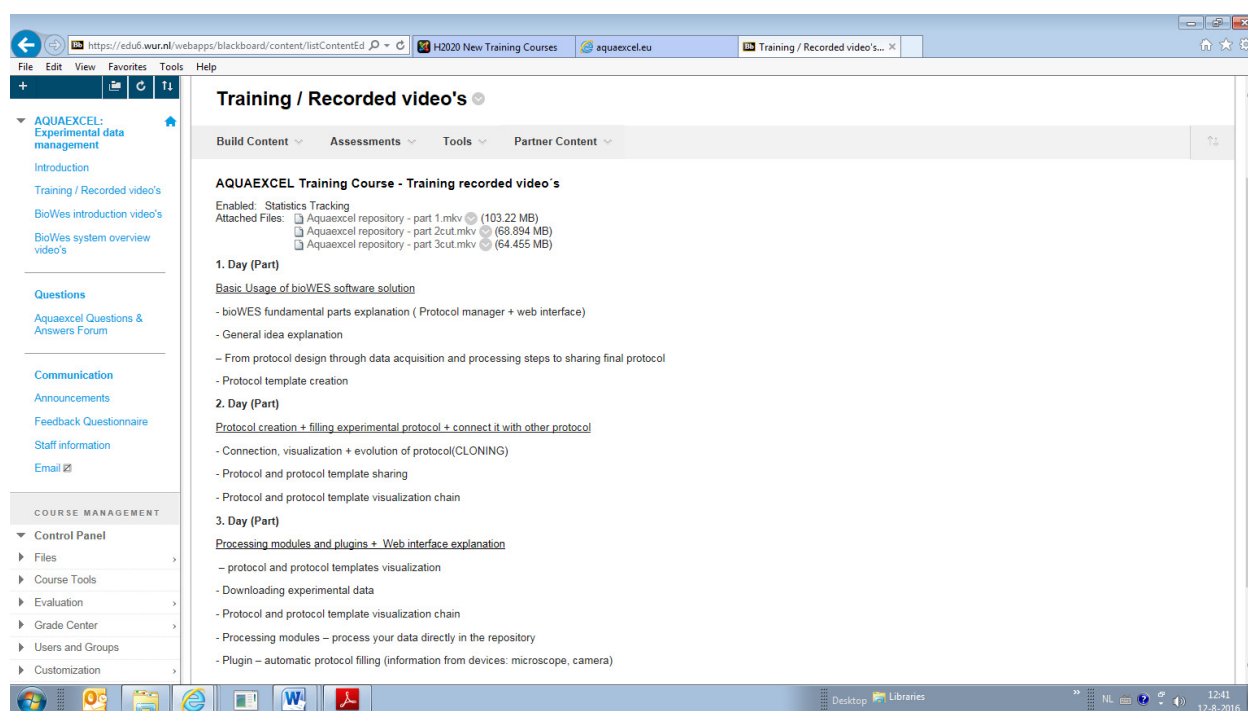 https://edu6.wur.nl/webapps/blackboard/content/listContentEd
H2020 New Training Courses
aquaexcel.eu
Training / Recorded video's...
File Edit View Favorites Tools Help
Training / Recorded video's
Build Content Assessments Tools Partner Content
AQUAEXCEL:
Experimental data
management
Introduction
Training / Recorded video's
BioWes introduction video's
BioWes system overview
video's
Questions
Aquaexcel Questions &
Answers Forum
Communication
Announcements
Feedback Questionnaire
Staff information
Email
COURSE MANAGEMENT
Control Panel
Files
Course Tools
Evaluation
Grade Center
Users and Groups
Customization
AQUAEXCEL Training Course - Training recorded video´s
Enabled: Statistics Tracking
Attached Files: Aquaexcel repository - part 1.mkv (103.22 MB)
Aquaexcel repository - part 2cut.mkv (68.894 MB)
Aquaexcel repository - part 3cut.mkv (64.455 MB)
1. Day (Part)
Basic Usage of bioWES software solution
- bioWES fundamental parts explanation ( Protocol manager + web interface)
- General idea explanation
– From protocol design through data acquisition and processing steps to sharing final protocol
- Protocol template creation
2. Day (Part)
Protocol creation + filling experimental protocol + connect it with other protocol
- Connection, visualization + evolution of protocol(CLONING)
- Protocol and protocol template sharing
- Protocol and protocol template visualization chain
3. Day (Part)
Processing modules and plugins + Web interface explanation
– protocol and protocol templates visualization
- Downloading experimental data
- Protocol and protocol template visualization chain
- Processing modules – process your data directly in the repository
- Plugin – automatic protocol filling (information from devices: microscope, camera)
Desktop Libraries
NL
12:41
12-8-2016